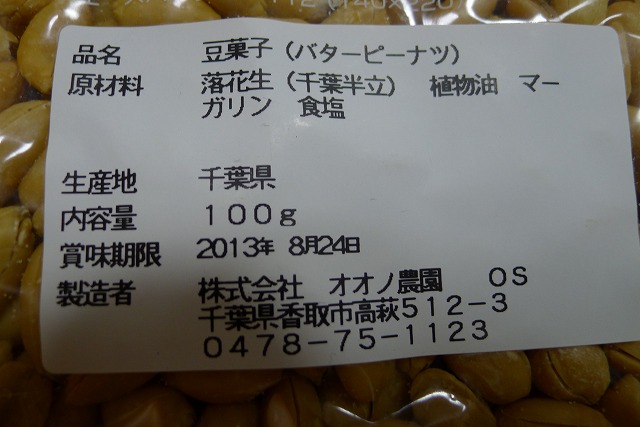 品名 豆菓子（バターピーナツ）
原材料 落花生（千葉半立） 植物油 マー
ガリン 食塩
生産地 千葉県
内容量 １００ｇ
賞味期限 2013年 8月24日
製造者 株式会社 オオノ農園 ＯＳ
千葉県香取市高萩５１２－３
０４７８－７５－１１２３